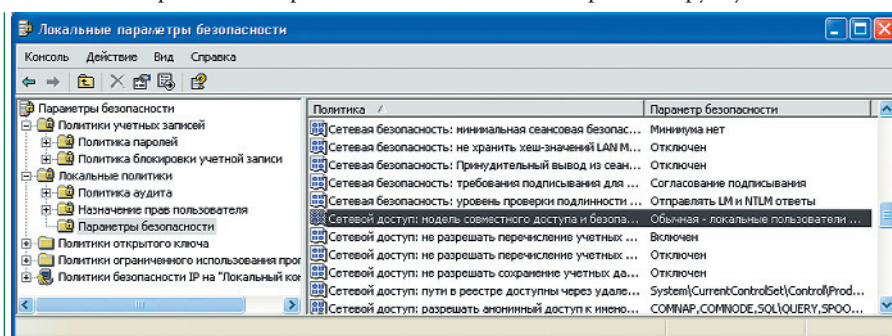 Локальные параметры безопасности
Консоль Действие Вид Справка
Параметры безопасности
Политики учетных записей
Политика паролей
Политика блокировки учетной записи
Локальные политики
Политика аудита
Назначение прав пользователя
Параметры безопасности
Политики открытого ключа
Политики ограниченного использования прог
Политики безопасности IP на "Локальный ко
Политика Параметр безопасности
Сетевая безопасность: минимальная сеансовая безопас... Минимума нет
Сетевая безопасность: не хранить хеш-значений LAN M... Отключен
Сетевая безопасность: Принудительный вывод из сеан... Отключен
Сетевая безопасность: требования подписывания для ... Согласование подписывания
Сетевая безопасность: уровень проверки подлинности ... Отправлять LM и NTLM ответы
Сетевой доступ: модель совместного доступа и безопа... Обычная - локальные пользователи ...
Сетевой доступ: не разрешать перечисление учетных ... Включен
Сетевой доступ: не разрешать перечисление учетных ... Отключен
Сетевой доступ: не разрешать сохранение учетных да... Отключен
Сетевой доступ: пути в реестре доступны через удале... System\CurrentControlSet\Control\Prod...
Сетевой доступ: разрешать анонимный доступ к имено... COMNAP,COMNODE,SQL\QUERY,SPOO...